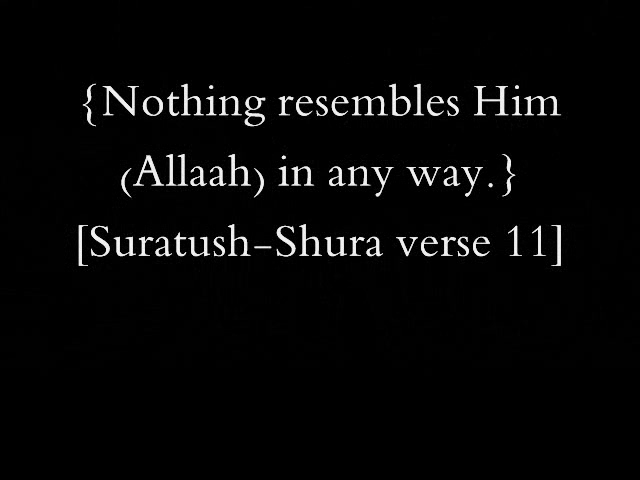 {Nothing resembles Him
(Allaah) in any way.}
[Suratush-Shura verse 11]